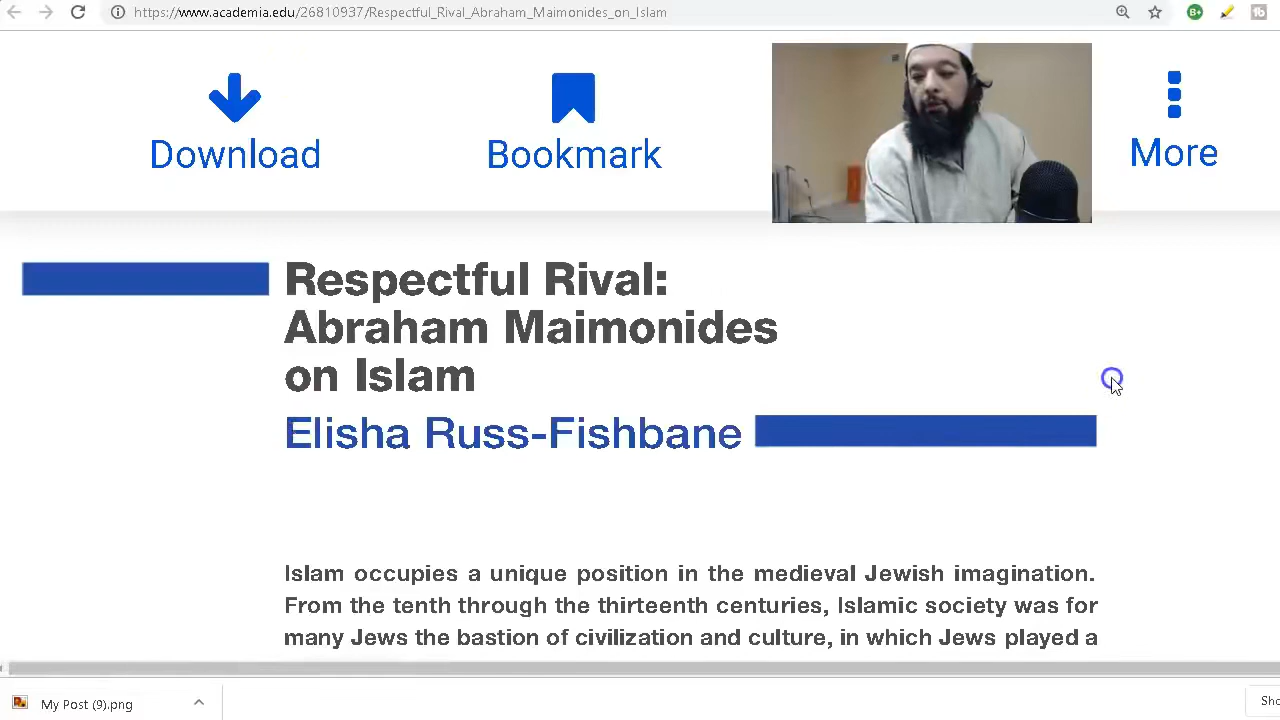 https://www.academia.edu/26810937/Respectful_Rival_Abraham_Maimonides_on_Islam
Download
Bookmark
More
Respectful Rival:
Abraham Maimonides
on Islam
Elisha Russ-Fishbane
Islam occupies a unique position in the medieval Jewish imagination.
From the tenth through the thirteenth centuries, Islamic society was for
many Jews the bastion of civilization and culture, in which Jews played a
My Post (9).png
Sho